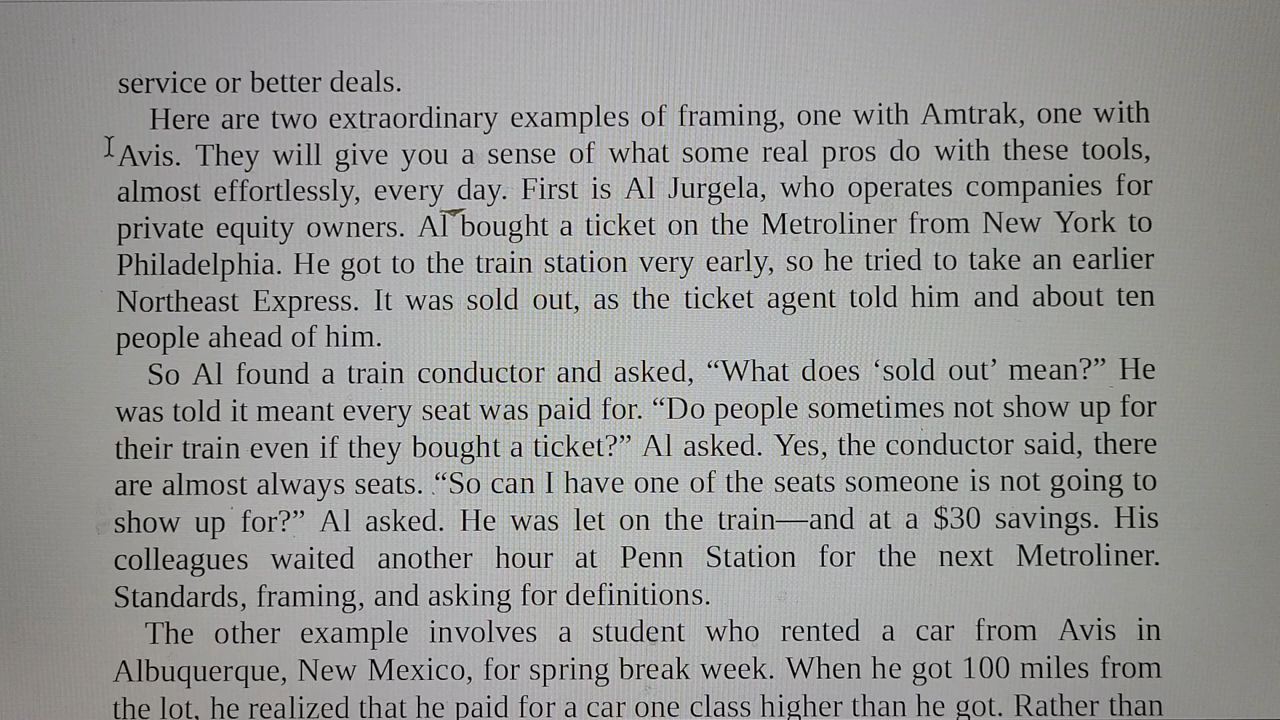 service or better deals.
Here are two extraordinary examples of framing, one with Amtrak, one with
Avis. They will give you a sense of what some real pros do with these tools,
almost effortlessly, every day. First is Al Jurgela, who operates companies for
private equity owners. Al bought a ticket on the Metroliner from New York to
Philadelphia. He got to the train station very early, so he tried to take an earlier
Northeast Express. It was sold out, as the ticket agent told him and about ten
people ahead of him.
So Al found a train conductor and asked, “What does ‘sold out’ mean?” He
was told it meant every seat was paid for. “Do people sometimes not show up for
their train even if they bought a ticket?” Al asked. Yes, the conductor said, there
are almost always seats. “So can I have one of the seats someone is not going to
show up for?” Al asked. He was let on the train—and at a $30 savings. His
colleagues waited another hour at Penn Station for the next Metroliner.
Standards, framing, and asking for definitions.
The other example involves a student who rented a car from Avis in
Albuquerque, New Mexico, for spring break week. When he got 100 miles from
the lot, he realized that he paid for a car one class higher than he got. Rather than